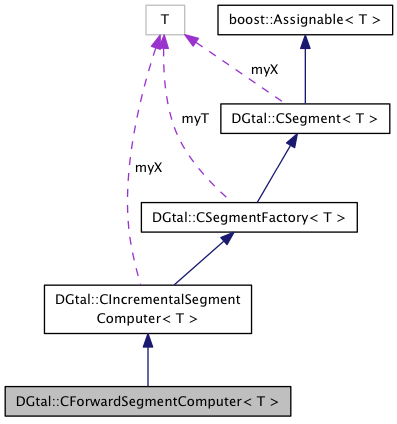 T
boost::Assignable< T >
myX
DGtal::CSegment< T >
myT
myX
DGtal::CSegmentFactory< T >
DGtal::CIncrementalSegment
Computer< T >
DGtal::CForwardSegmentComputer< T >